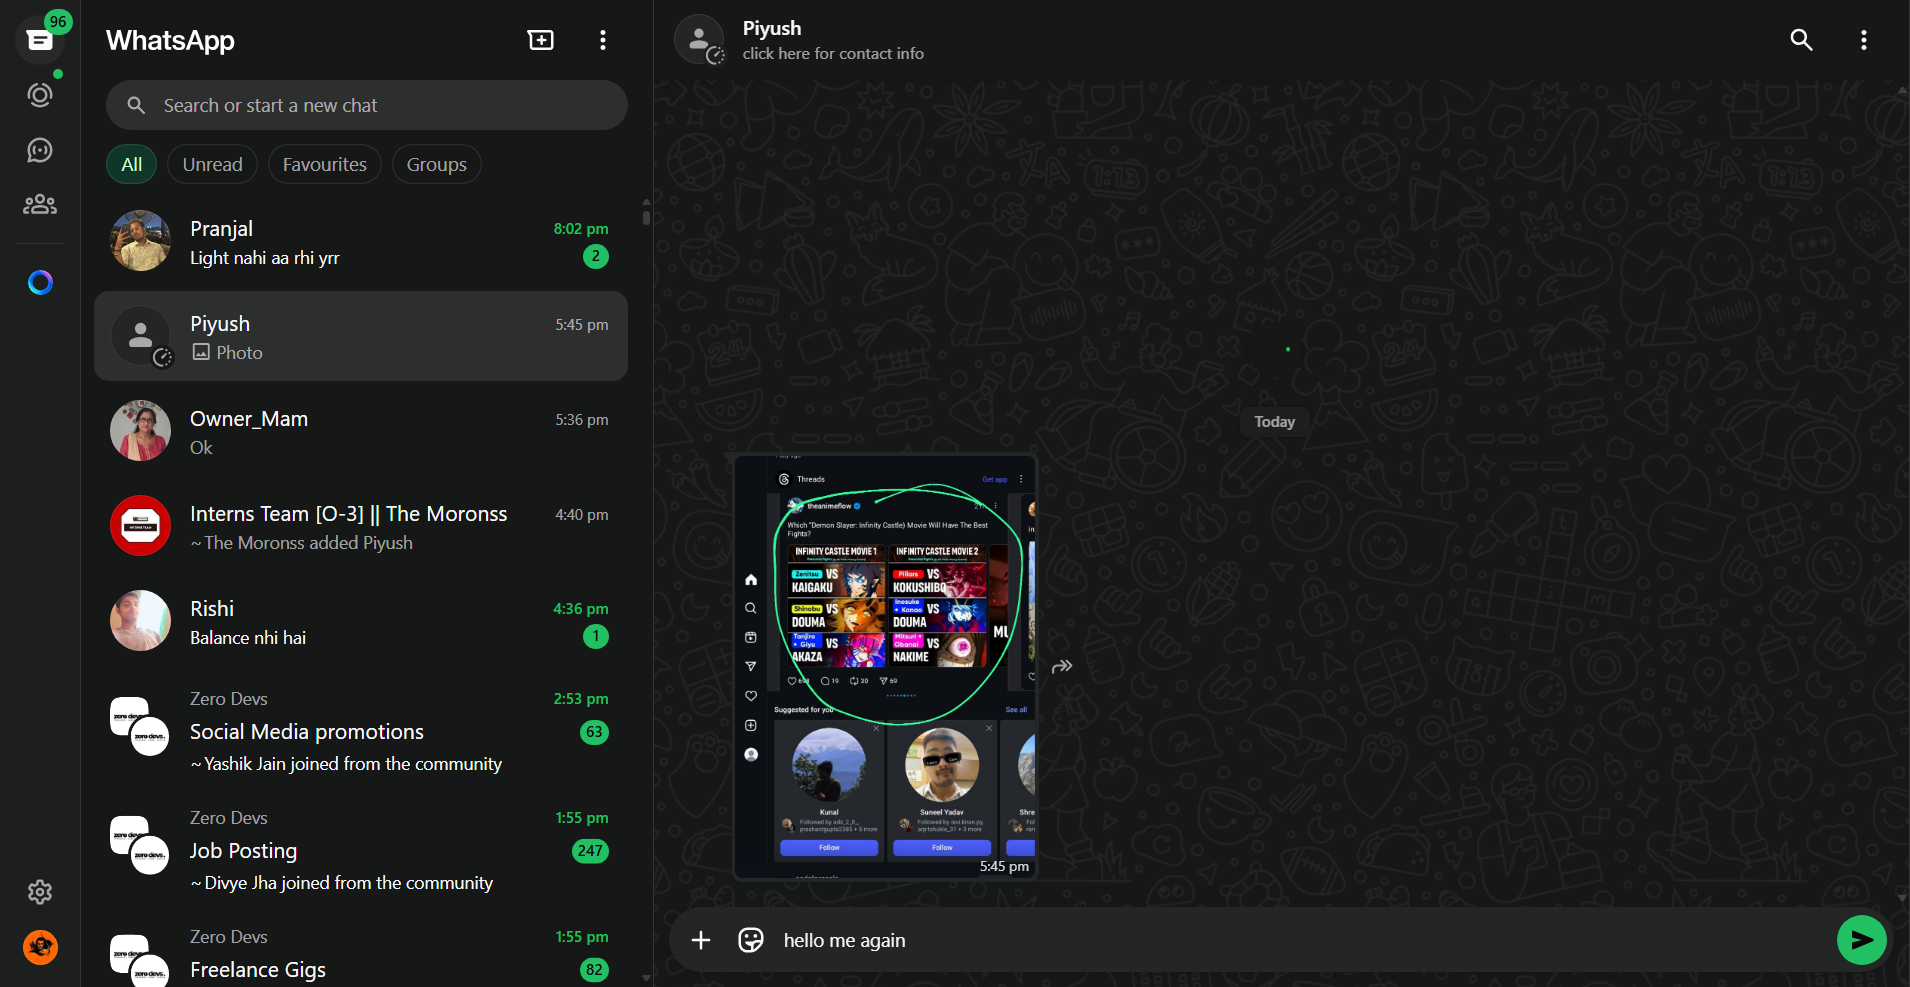 96
WhatsApp
Search or start a new chat
All
Unread
Favourites
Groups
Pranjal
8:02 pm
Light nahi aa rhi yrr
2
Piyush
5:45 pm
Photo
Owner_Mam
5:36 pm
Ok
Interns Team [O-3] || The Moronss
4:40 pm
~ The Moronss added Piyush
Rishi
4:36 pm
Balance nhi hai
1
Zero Devs
2:53 pm
Social Media promotions
63
~ Yashik Jain joined from the community
Zero Devs
1:55 pm
Job Posting
247
~ Divye Jha joined from the community
Zero Devs
1:55 pm
Freelance Gigs
82
Piyush
click here for contact info
Today
Threads
Get app
theanimeflow
Which "Demon Slayer: Infinity Castle) Movie Will Have The Best
Fights?
INFINITY CASTLE MOVIE 1
Zenitsu VS
KAIGAKU
Shinobu VS
DOUMA
Tanjiro + Giyu VS
AKAZA
INFINITY CASTLE MOVIE 2
Pillars VS
KOKUSHIBO
Inosuke + Kanao VS
DOUMA
Mitsuri + Obanai VS
NAKIME
19
30
69
Suggested for you
See all
Kunal
Suneel Yadav
Follow
Follow
5:45 pm
hello me again